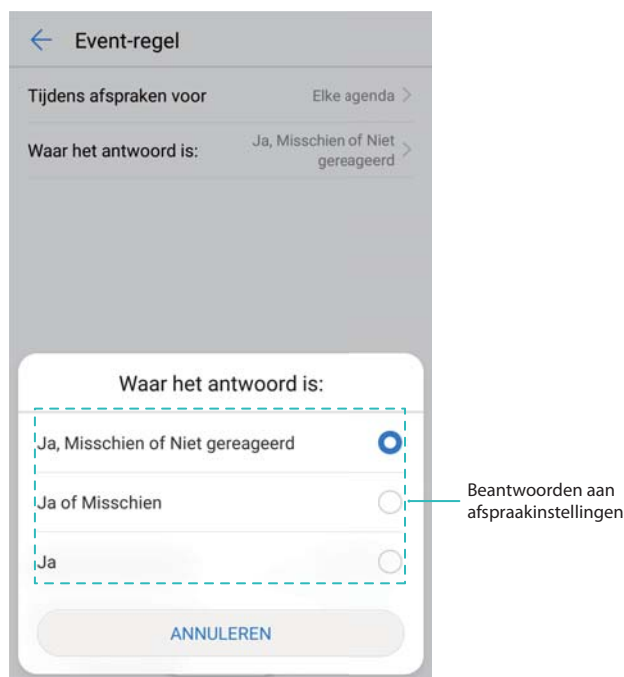 Event-regel
Tijdens afspraken voor Elke agenda
Waar het antwoord is: Ja, Misschien of Niet
gereageerd
Waar het antwoord is:
Ja, Misschien of Niet gereageerd
Ja of Misschien
Beantwoorden aan
afspraakinstellingen
Ja
ANNULEREN